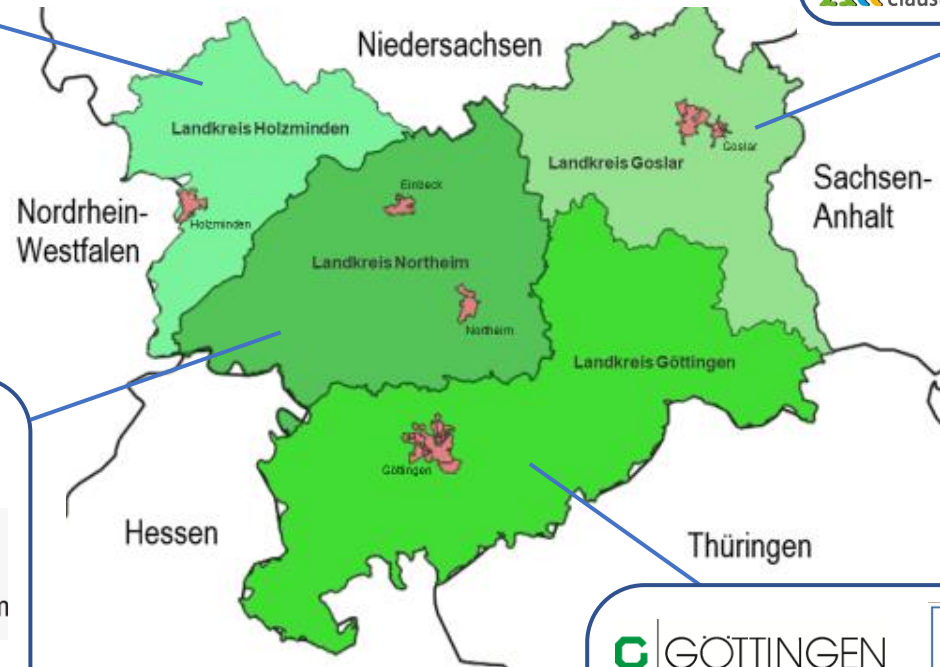 Niedersachsen
Landkreis Holzminden
Goslar
Landkreis Goslar
Sachsen-
Anhalt
Einbeck
Nordrhein-
Westfalen
Holzminden
Landkreis Northeim
Northeim
Landkreis Göttingen
Göttingen
Hessen
Thüringen
GÖTTINGEN